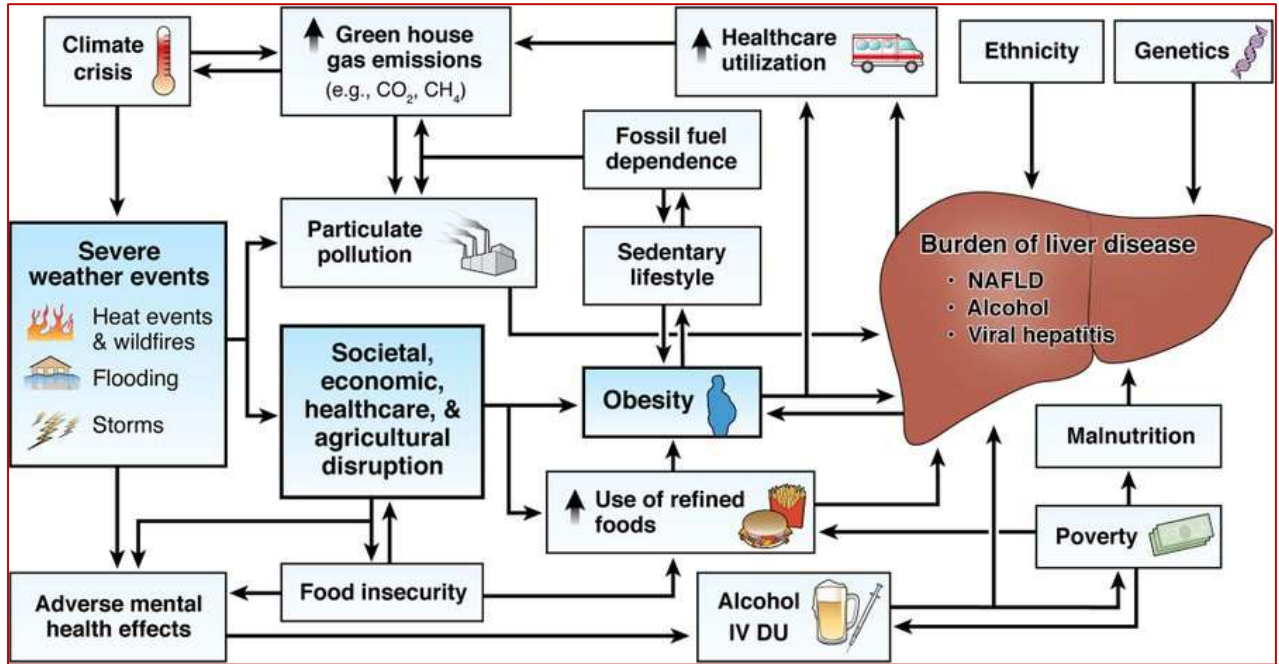 Climate
crisis
Green house
gas emissions
(e.g., CO₂, CH₄)
Healthcare
utilization
Ethnicity
Genetics
Fossil fuel
dependence
Particulate
pollution
Sedentary
lifestyle
Severe
weather events
Heat events
& wildfires
Flooding
Storms
Societal,
economic,
healthcare, &
agricultural
disruption
Obesity
Burden of liver disease
· NAFLD
· Alcohol
· Viral hepatitis
Malnutrition
Use of refined
foods
Poverty
Food insecurity
Adverse mental
health effects
Alcohol
IV DU